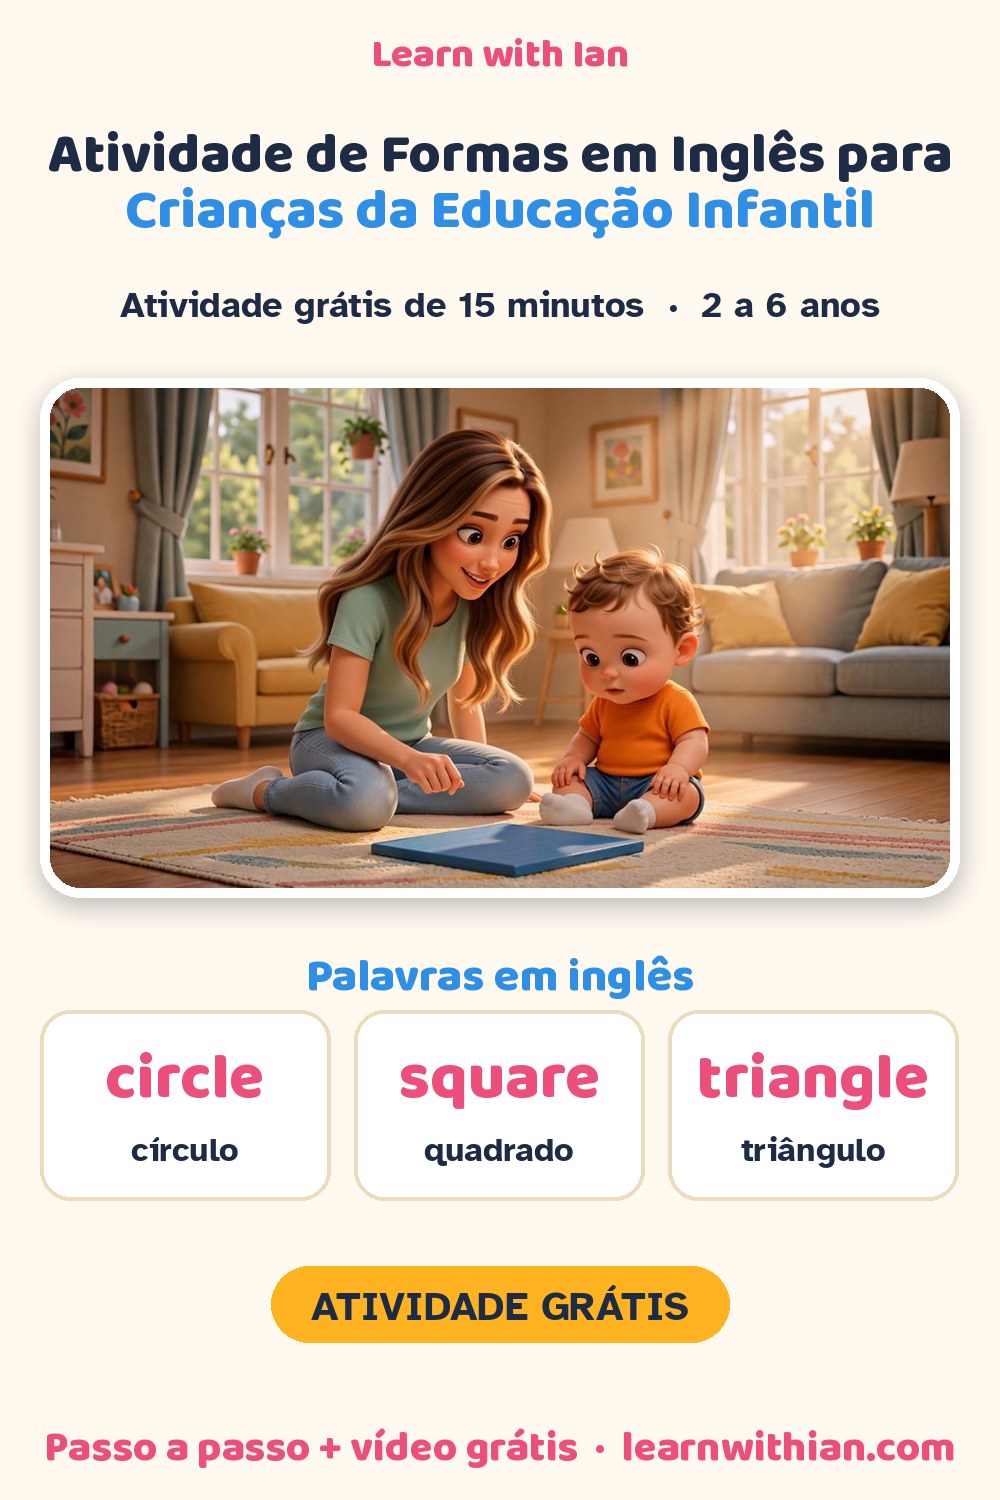 Learn with Ian
Atividade de Formas em Inglês para
Crianças da Educação Infantil
Atividade grátis de 15 minutos · 2 a 6 anos
Palavras em inglês
circle
círculo
square
quadrado
triangle
triângulo
ATIVIDADE GRÁTIS
Passo a passo + vídeo grátis · learnwithian.com